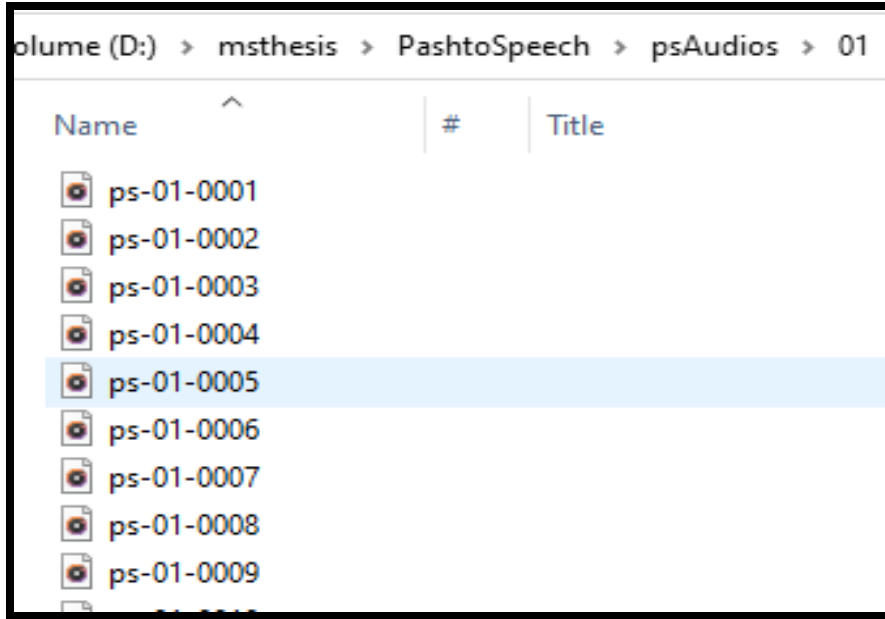 olume (D:) > msthesis > PashtoSpeech > psAudios > 01
Name # Title
ps-01-0001
ps-01-0002
ps-01-0003
ps-01-0004
ps-01-0005
ps-01-0006
ps-01-0007
ps-01-0008
ps-01-0009